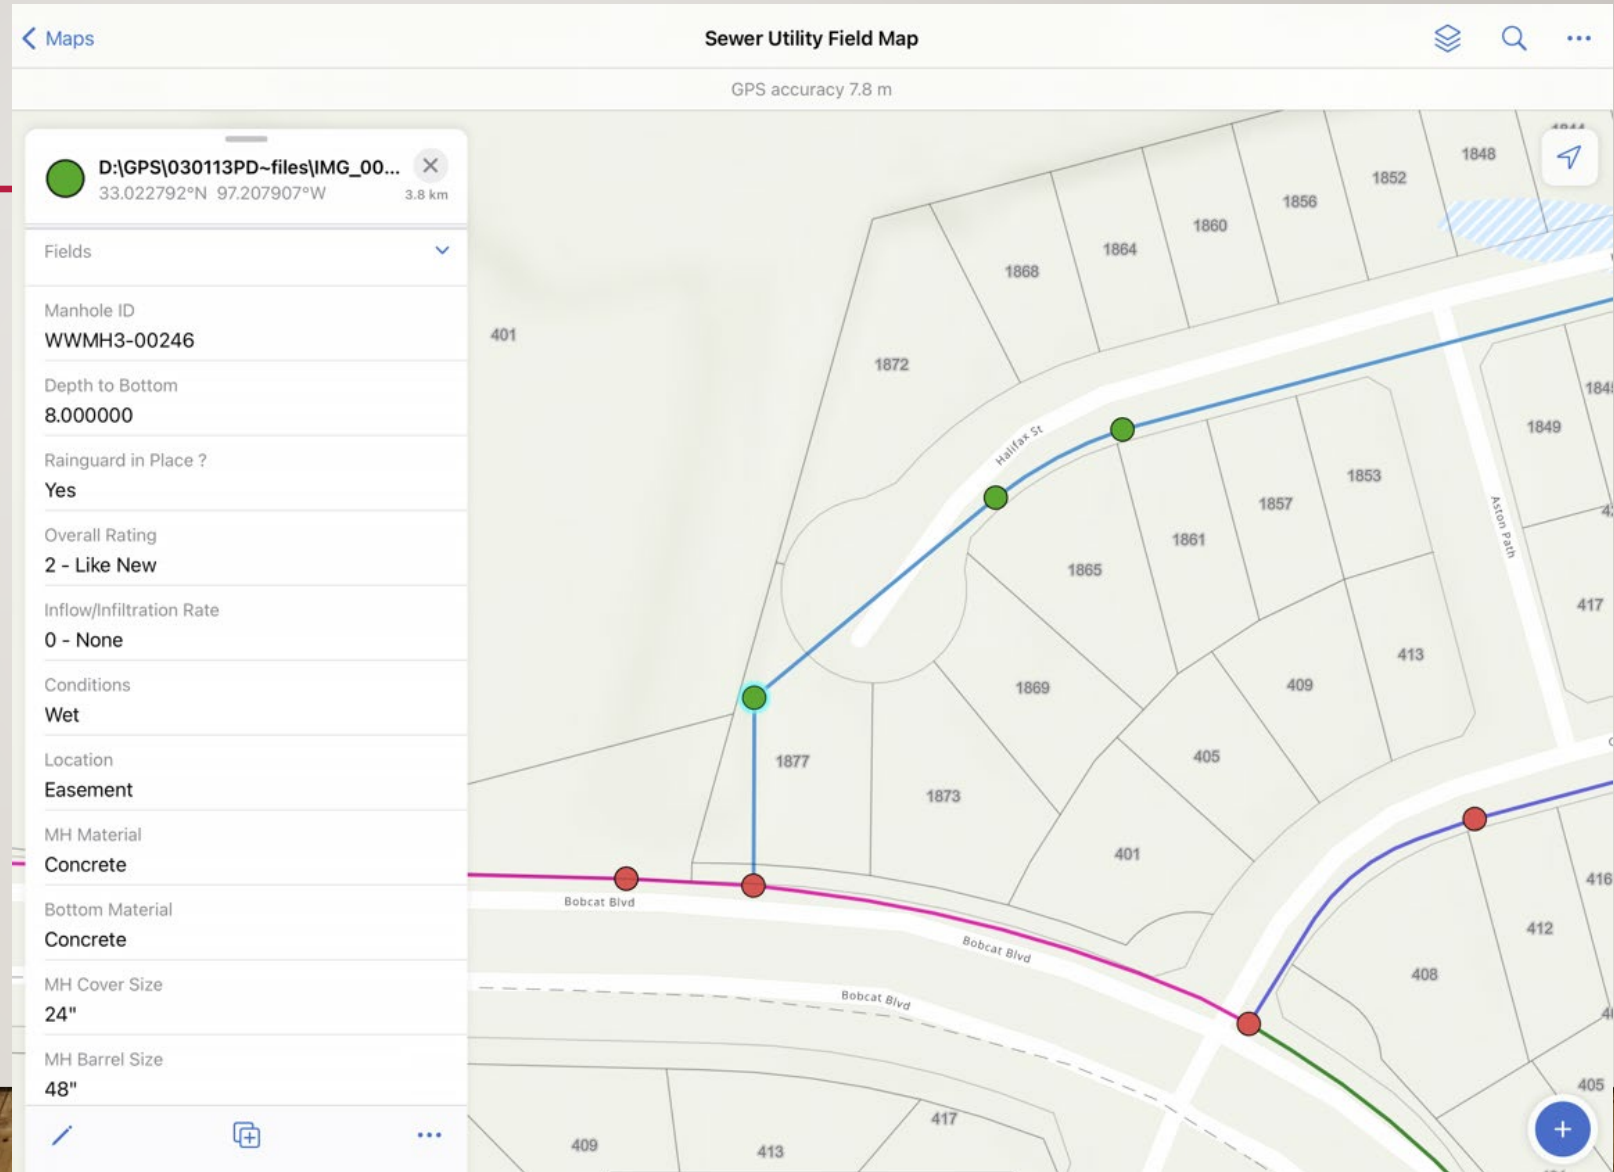 Maps
Sewer Utility Field Map
GPS accuracy 7.8 m
D:\GPS\030113PD~files\IMG_00...
33.022792°N 97.207907°W
3.8 km
Fields
Manhole ID
WWMH3-00246
Depth to Bottom
8.000000
Rainguard in Place ?
Yes
Overall Rating
2 - Like New
Inflow/Infiltration Rate
0 - None
Conditions
Wet
Location
Easement
MH Material
Concrete
Bottom Material
Concrete
MH Cover Size
24"
MH Barrel Size
48"
1844
1848
1852
1856
1860
1864
1868
401
1872
Halifax St
1849
1853
1857
1861
1865
Aston Path
417
413
409
1869
405
1877
1873
401
416
412
408
Bobcat Blvd
Bobcat Blvd
Bobcat Blvd
405
417
409
413